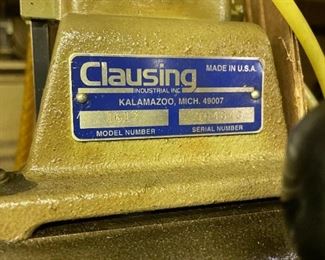 Clausing
MADE IN U.S.A.
INDUSTRIAL INC
KALAMAZOO, MICH. 49007
MODEL NUMBER
SERIAL NUMBER